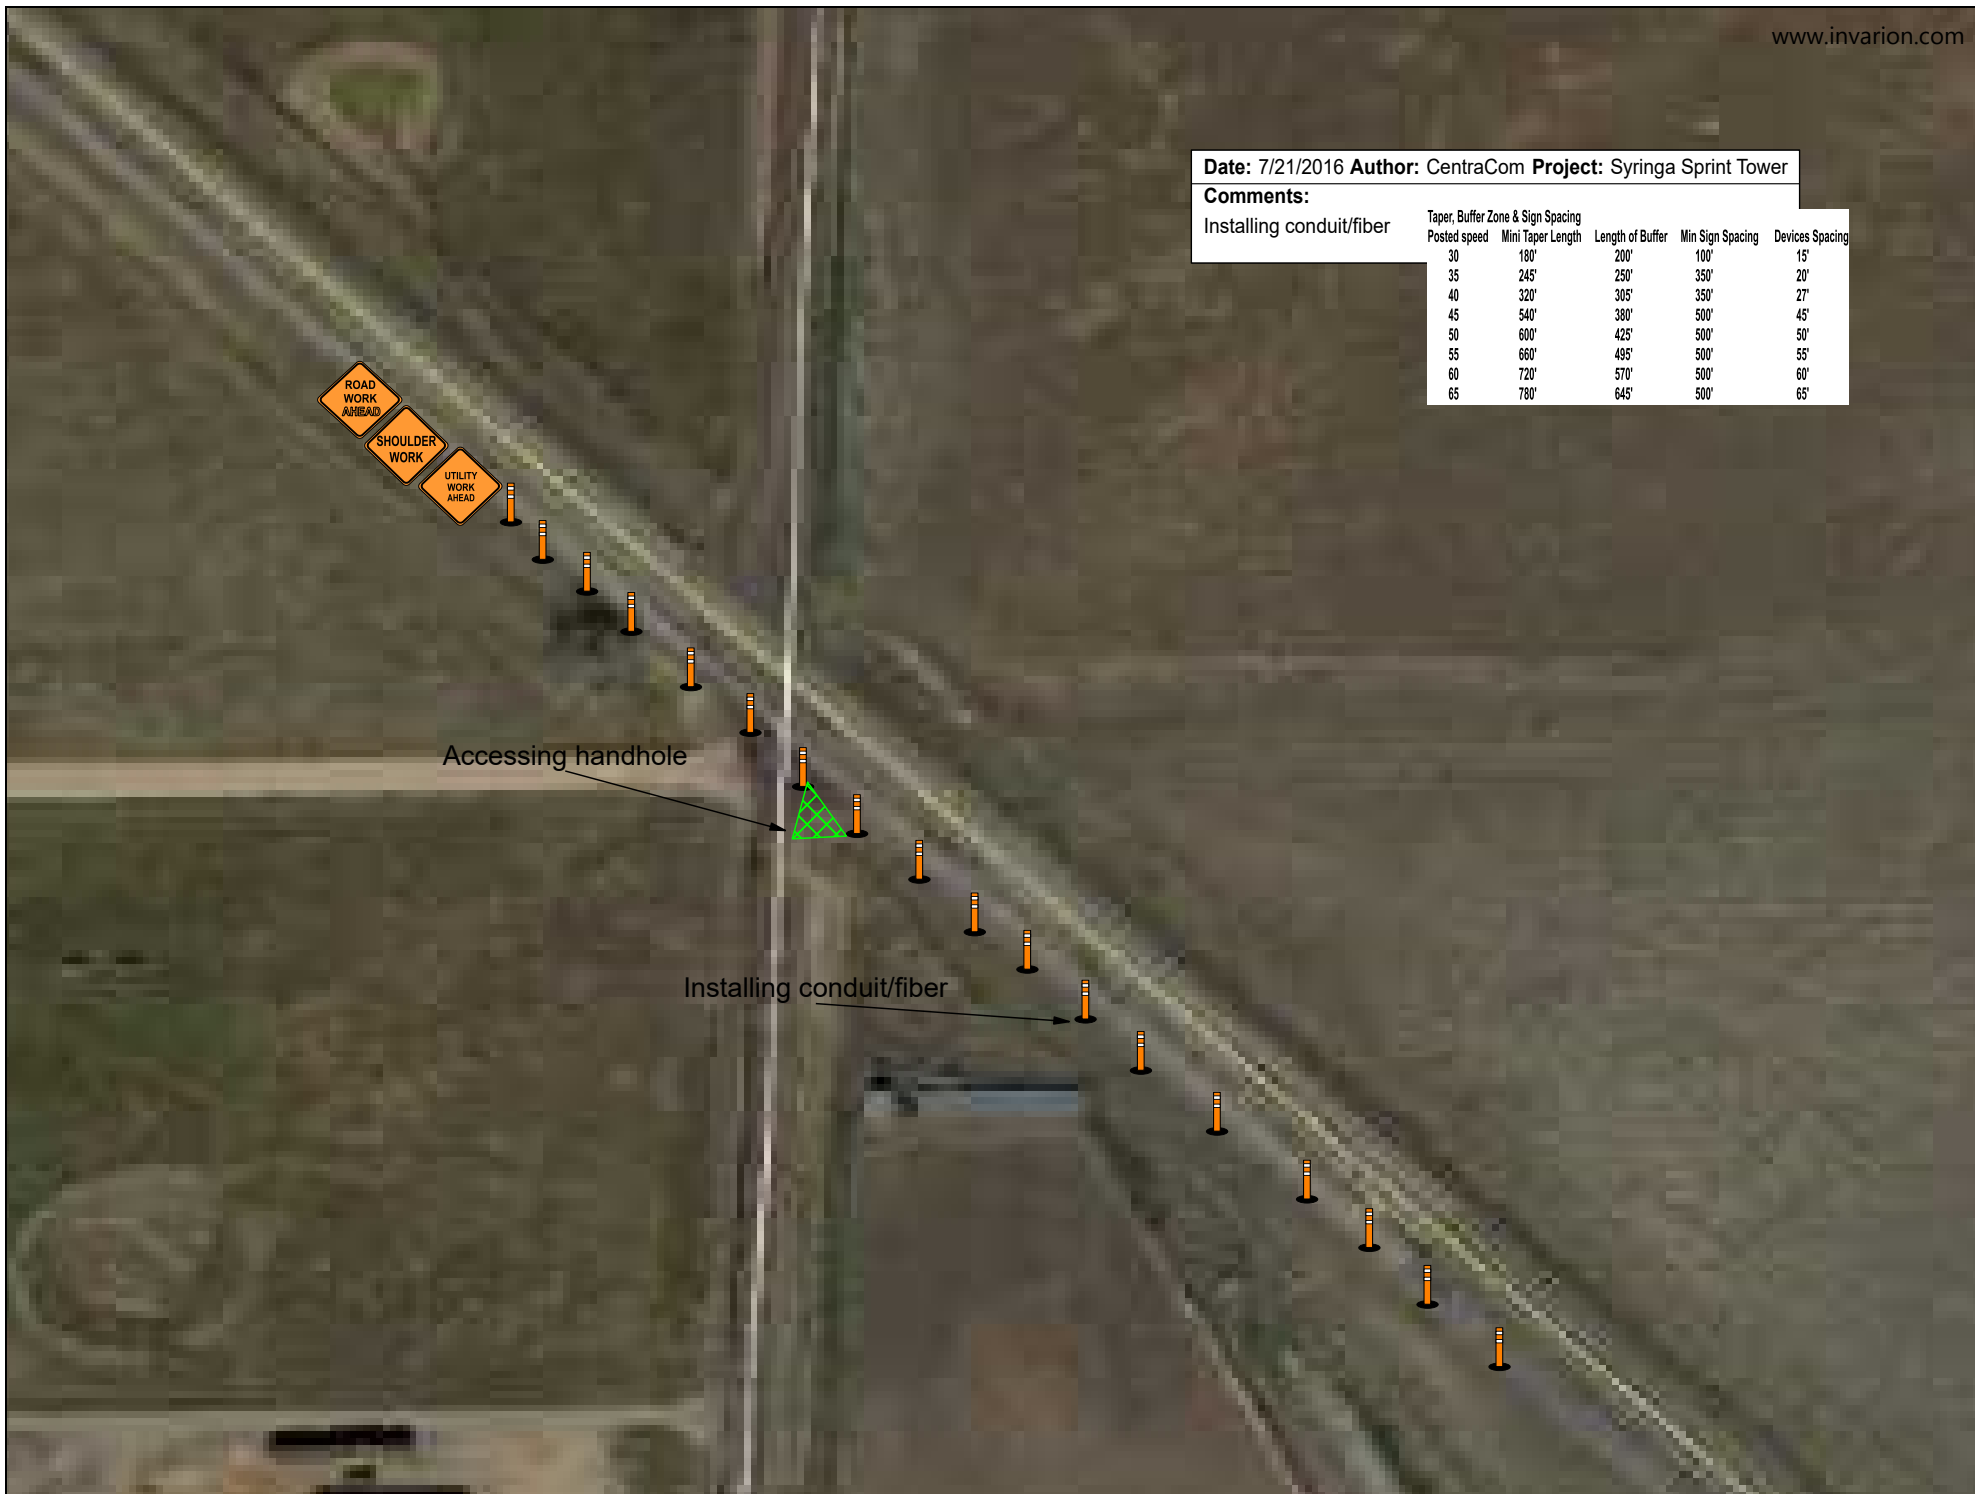 www.invarion.com
Date: 7/21/2016 Author: CentraCom Project: Syringa Sprint Tower
Comments:
Installing conduit/fiber
Taper, Buffer Zone & Sign Spacing
Posted speed Mini Taper Length Length of Buffer Min Sign Spacing Devices Spacing
30 180' 200' 100' 15'
35 245' 250' 350' 20'
40 320' 305' 350' 27'
45 540' 380' 500' 45'
50 600' 425' 500' 50'
55 660' 495' 500' 55'
60 720' 570' 500' 60'
65 780' 645' 500' 65'
ROAD
WORK
AHEAD
SHOULDER
WORK
UTILITY
WORK
AHEAD
Accessing handhole
Installing conduit/fiber